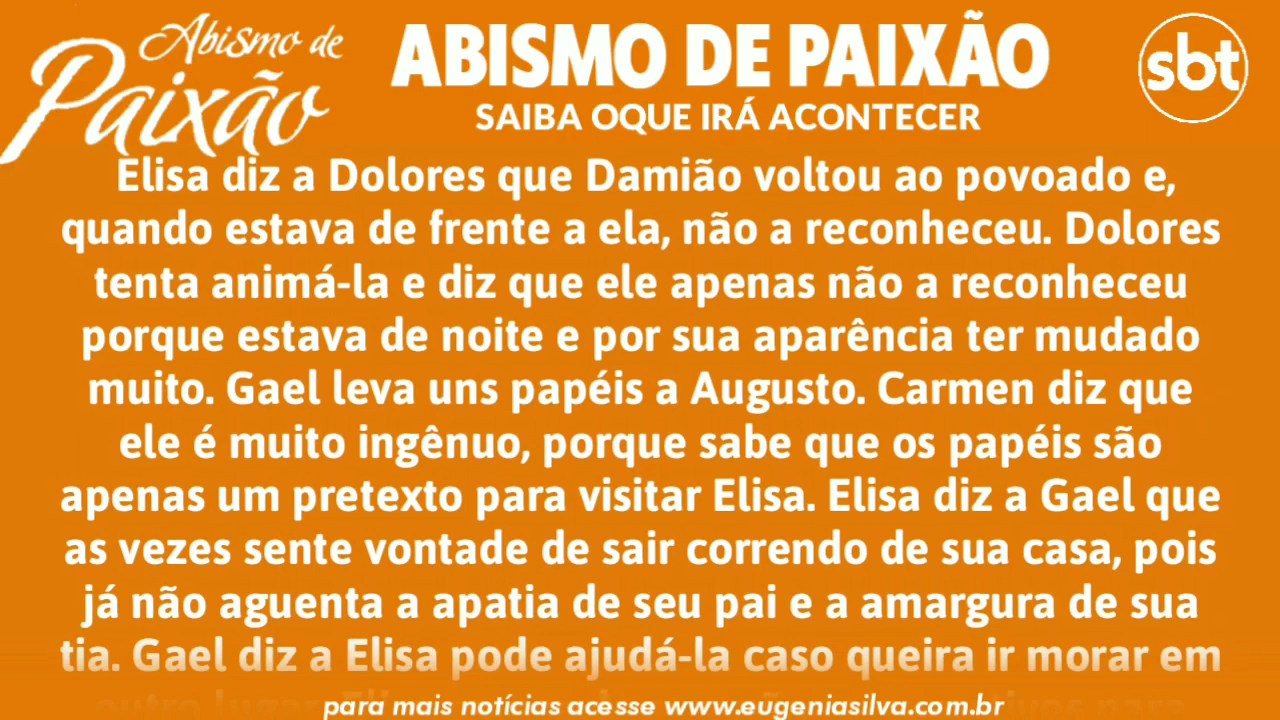 Abismo de
Paixão
ABISMO DE PAIXÃO
SAIBA OQUE IRÁ ACONTECER
sbt
Elisa diz a Dolores que Damião voltou ao povoado e,
quando estava de frente a ela, não a reconheceu. Dolores
tenta animá-la e diz que ele apenas não a reconheceu
porque estava de noite e por sua aparência ter mudado
muito. Gael leva uns papéis a Augusto. Carmen diz que
ele é muito ingênuo, porque sabe que os papéis são
apenas um pretexto para visitar Elisa. Elisa diz a Gael que
as vezes sente vontade de sair correndo de sua casa, pois
já não aguenta a apatia de seu pai e a amargura de sua
tia. Gael diz a Elisa pode ajudá-la caso queira ir morar em
para mais notícias acesse www.eugeniasilva.com.br